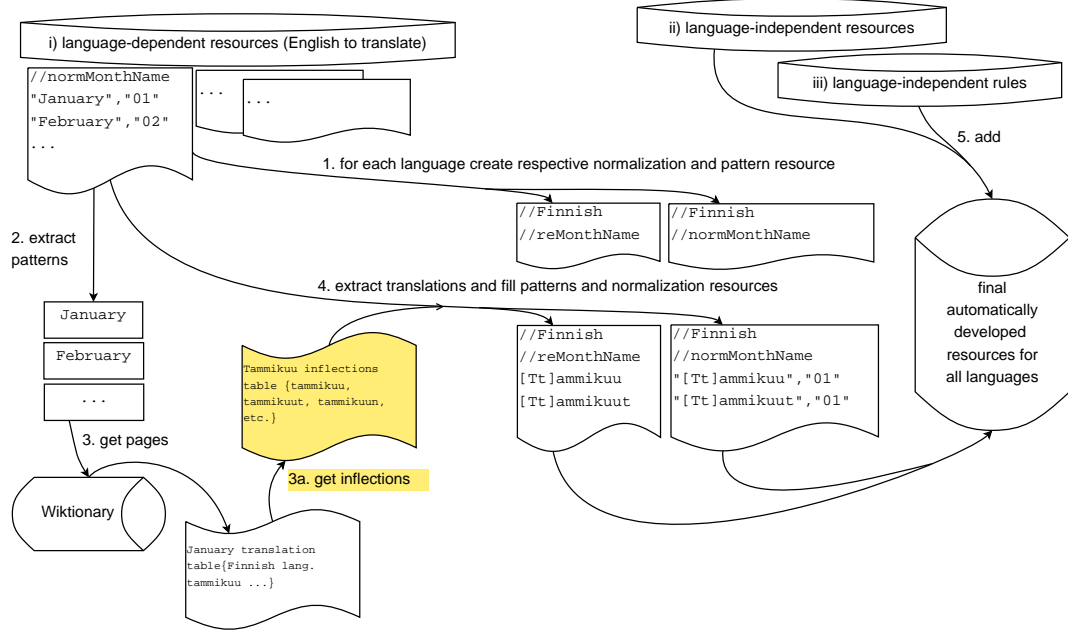 i) language-dependent resources (English to translate)
ii) language-independent resources
iii) language-independent rules
//normMonthName
"January","01"
"February","02"
...
...
...
5. add
1. for each language create respective normalization and pattern resource
//Finnish
//reMonthName
//Finnish
//normMonthName
2. extract
patterns
4. extract translations and fill patterns and normalization resources
January
February
...
Tammikuu inflections
table {tammikuu,
tammikuut, tammikuun,
etc.}
//Finnish
//reMonthName
[Tt]ammikuu
[Tt]ammikuut
//Finnish
//normMonthName
"[Tt]ammikuu","01"
"[Tt]ammikuut","01"
final
automatically
developed
resources for
all languages
3. get pages
3a. get inflections
Wiktionary
January translation
table{Finnish lang.
tammikuu ...}